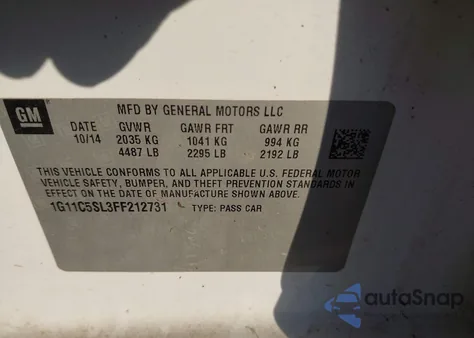 GM
MFD BY GENERAL MOTORS LLC
DATE GVWR GAWR FRT GAWR RR
10/14 2035 KG 1041 KG 994 KG
4487 LB 2295 LB 2192 LB
THIS VEHICLE CONFORMS TO ALL APPLICABLE U.S. FEDERAL MOTOR
VEHICLE SAFETY, BUMPER, AND THEFT PREVENTION STANDARDS IN
EFFECT ON THE DATE OF MANUFACTURE SHOWN ABOVE.
1G11C5SL3FF212731 TYPE: PASS CAR
autoSnap